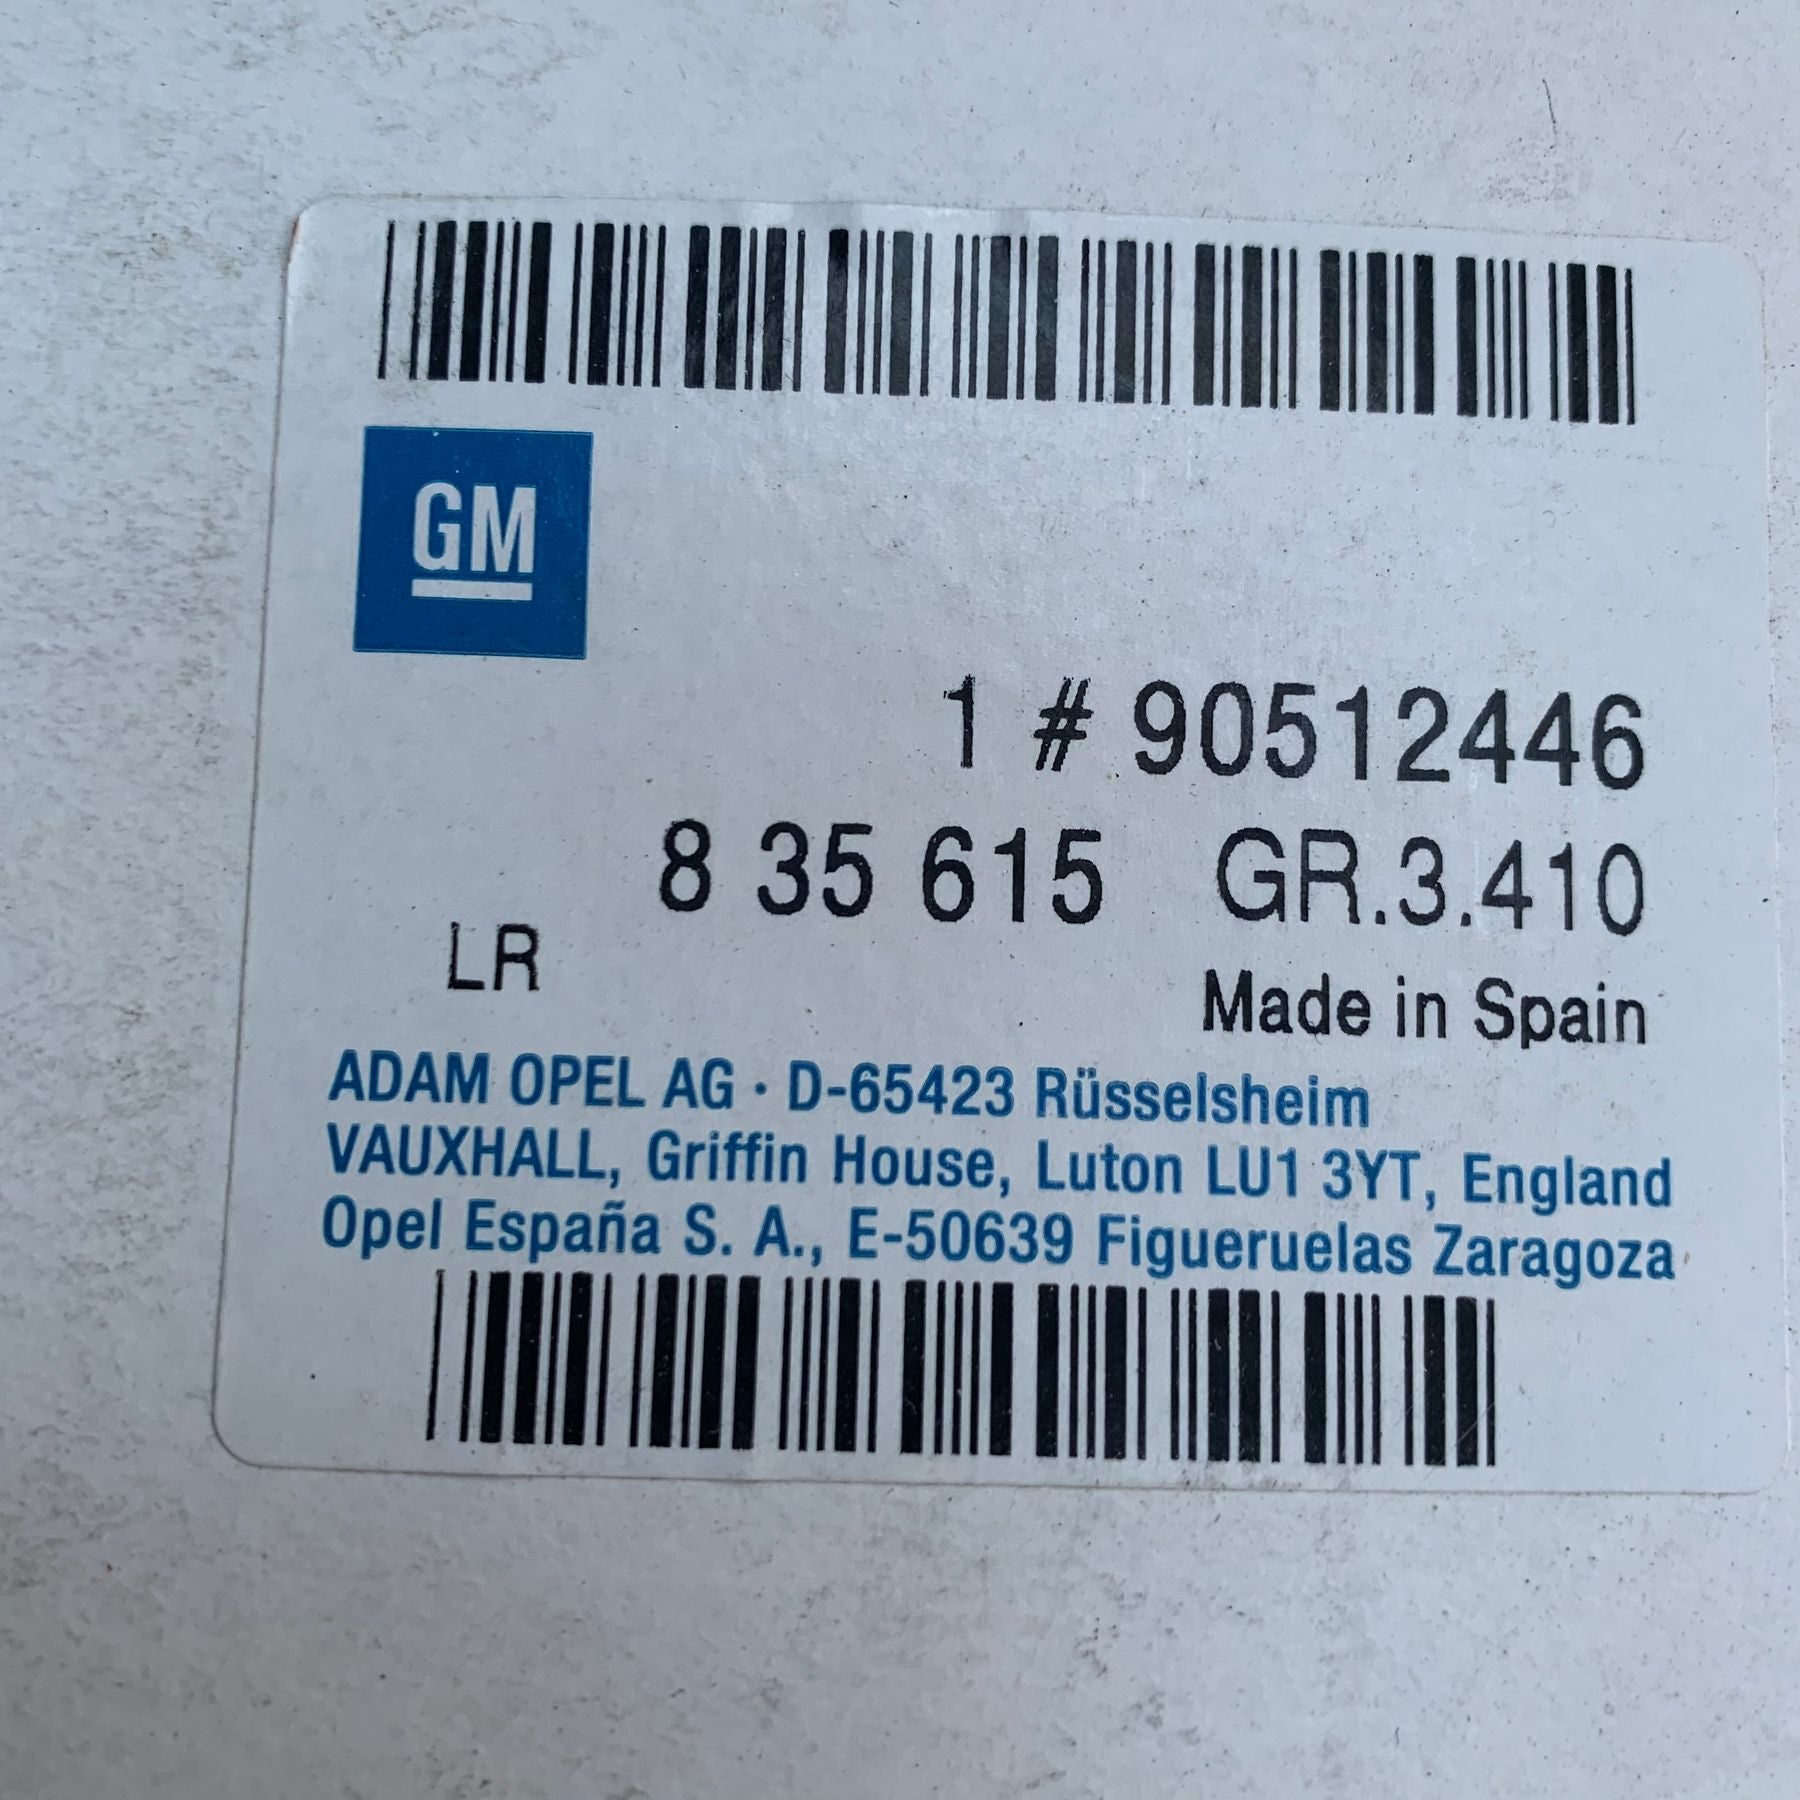 GM
1 # 90512446
8 35 615 GR.3.410
LR
Made in Spain
ADAM OPEL AG · D-65423 Rüsselsheim
VAUXHALL, Griffin House, Luton LU1 3YT, England
Opel España S. A., E-50639 Figueruelas Zaragoza